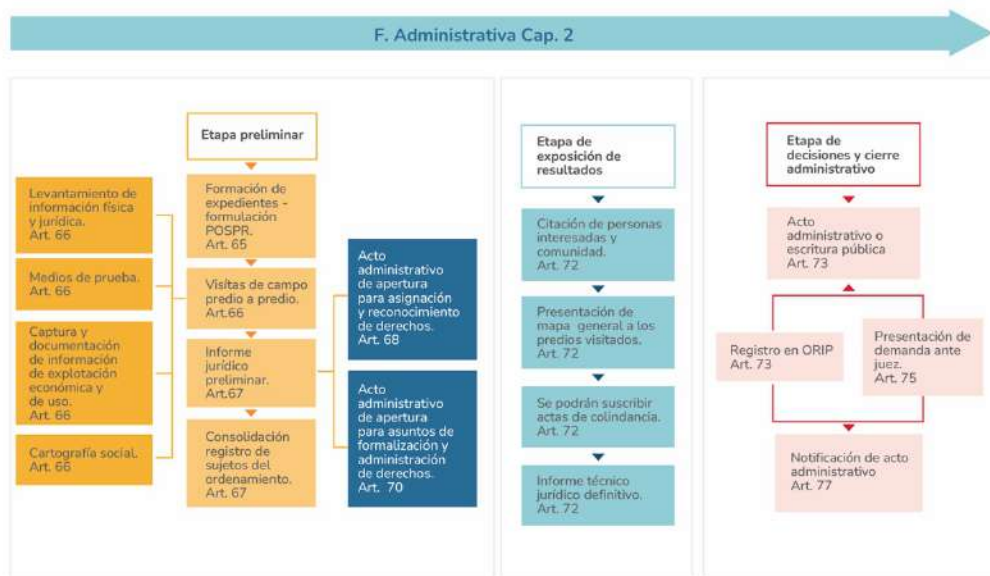 F. Administrativa Cap. 2
Etapa preliminar
Levantamiento de
información física
y jurídica.
Art. 66
Medios de prueba.
Art. 66
Captura y
documentación
de información
de explotación
económica y
de uso.
Art. 66
Cartografía social.
Art. 66
Formación de
expedientes -
formulación
POSPR.
Art. 65
Visitas de campo
predio a predio.
Art.66
Informe
jurídico
preliminar.
Art.67
Consolidación
registro de
sujetos del
ordenamiento.
Art. 67
Acto
administrativo
de apertura
para asignación
y reconocimiento
de derechos.
Art. 68
Acto
administrativo
de apertura
para asuntos de
formalización y
administración
de derechos.
Art. 70
Etapa de
exposición de
resultados
Citación de personas
interesadas y
comunidad.
Art. 72
Presentación de
mapa general a los
predios visitados.
Art. 72
Se podrán suscribir
actas de colindancia.
Art. 72
Informe técnico
jurídico definitivo.
Art. 72
Etapa de
decisiones y cierre
administrativo
Acto
administrativo o
escritura pública
Art. 73
Registro en ORIP
Art. 73
Presentación de
demanda ante
juez.
Art. 75
Notificación de acto
administrativo
Art. 77